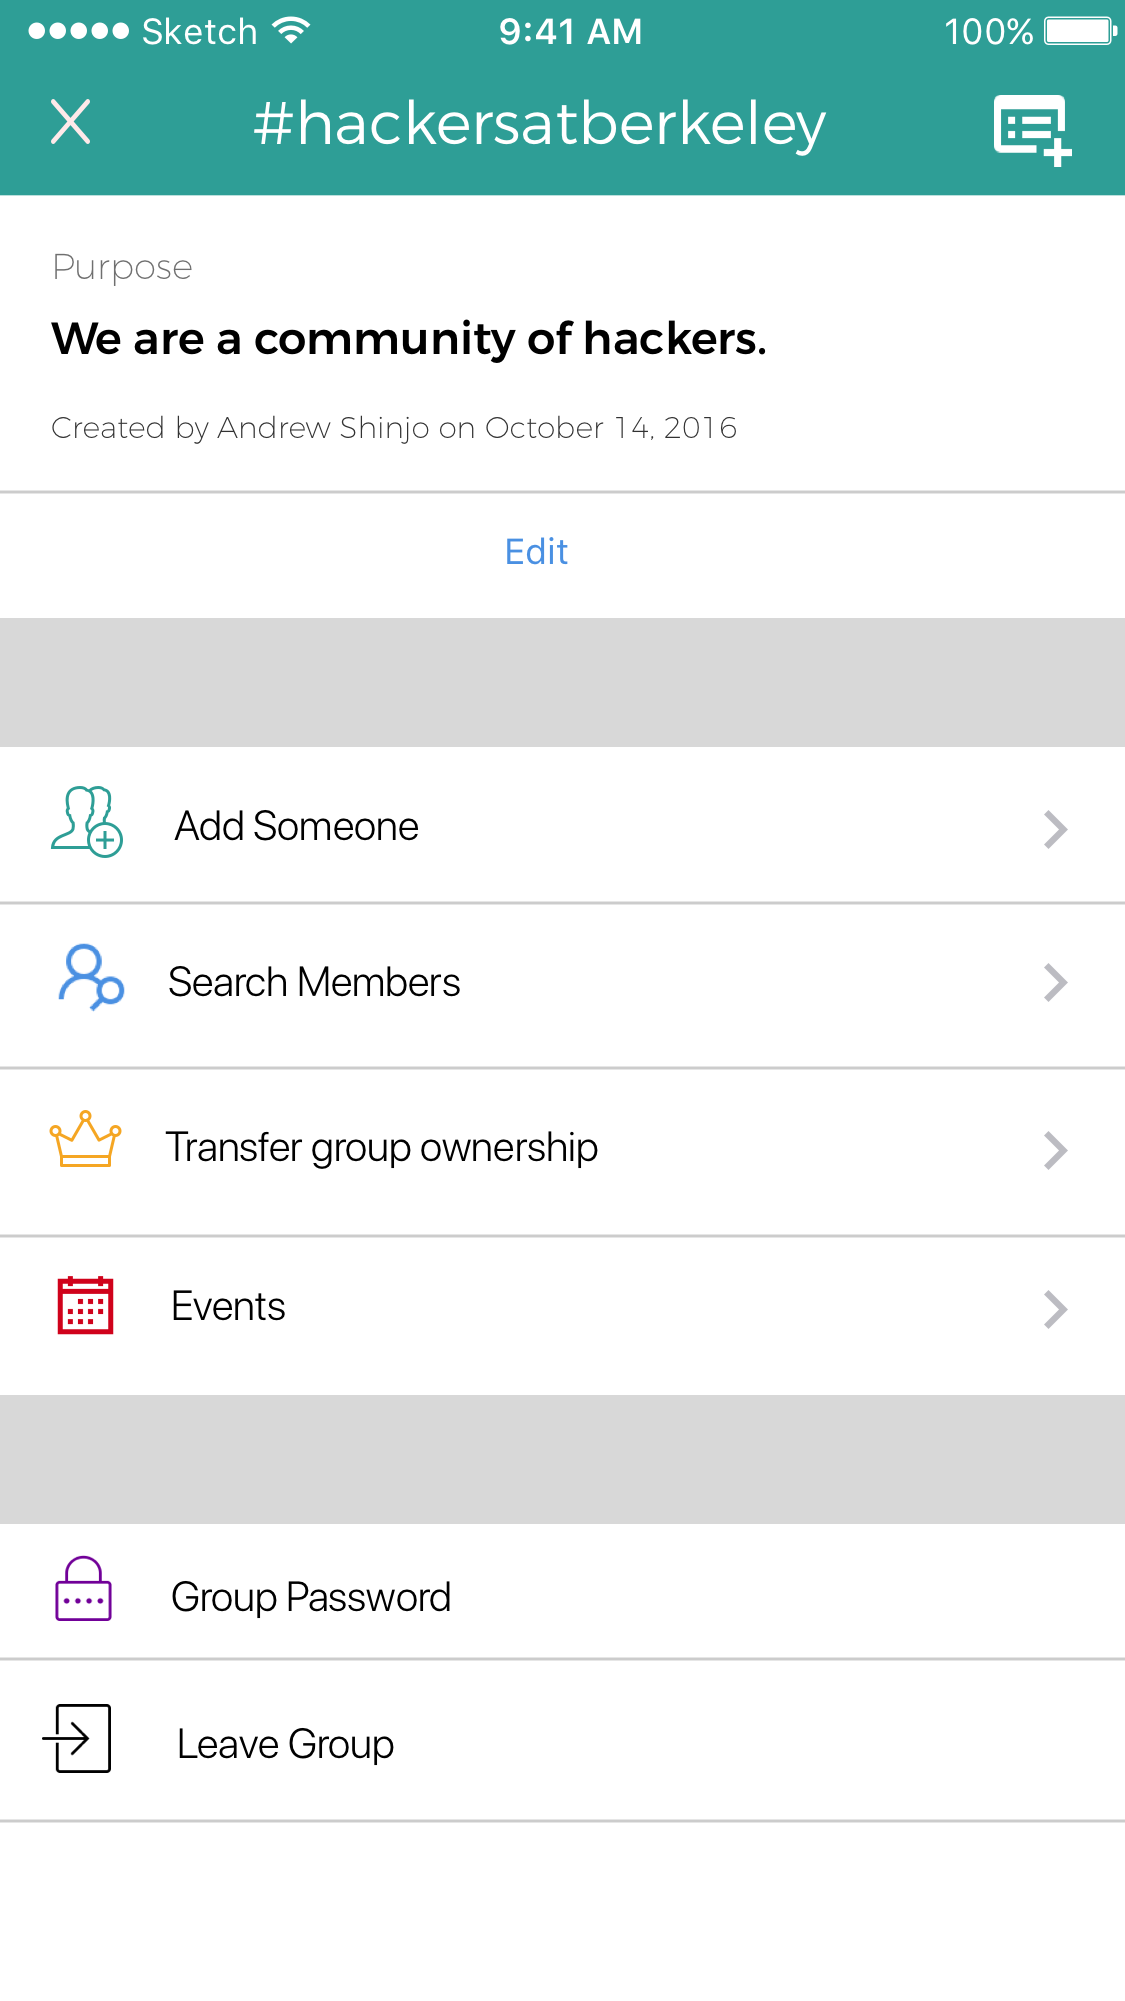 Sketch 9:41 AM 100%
#hackersatberkeley
Purpose
We are a community of hackers.
Created by Andrew Shinjo on October 14, 2016
Edit
Add Someone
Search Members
Transfer group ownership
Events
Group Password
Leave Group